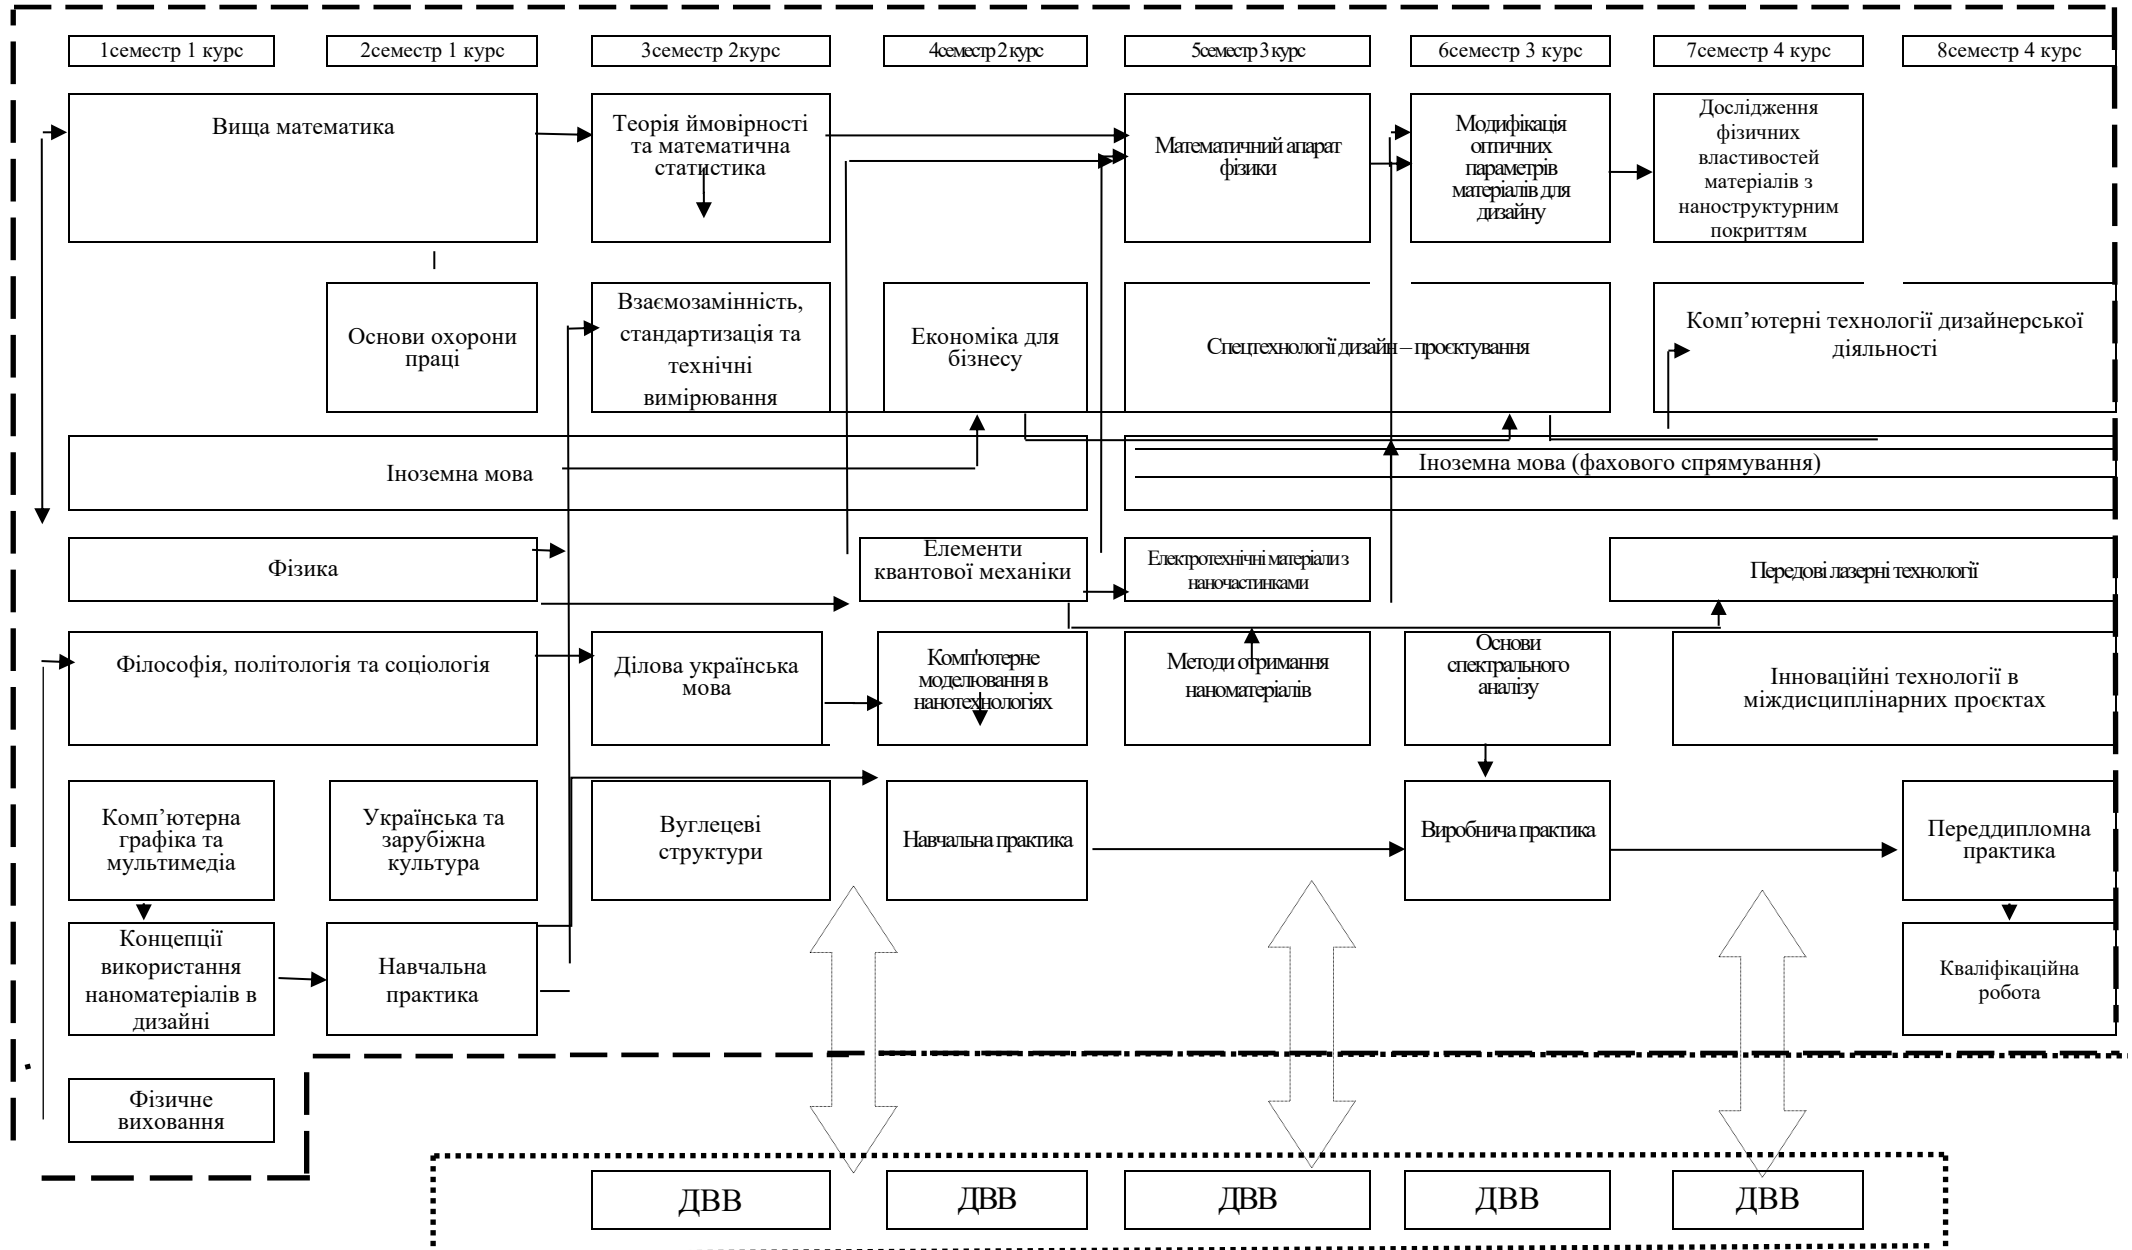 1семестр 1 курс
2семестр 1 курс
3семестр 2курс
4семестр 2 курс
5семестр 3 курс
6семестр 3 курс
7семестр 4 курс
8семестр 4 курс
Вища математика
Теорія ймовірності
та математична
статистика
Математичний апарат
фізики
Модифікація
оптичних
параметрів
матеріалів для
дизайну
Дослідження
фізичних
властивостей
матеріалів з
наноструктурним
покриттям
Основи охорони
праці
Взаємозамінність,
стандартизація та
технічні
вимірювання
Економіка для
бізнесу
Спецтехнології дизайн – проєктування
Комп’ютерні технології дизайнерської
діяльності
Іноземна мова
Іноземна мова (фахового спрямування)
Фізика
Елементи
квантової механіки
Електротехнічні матеріали з
наночастинками
Передові лазерні технології
Філософія, політологія та соціологія
Ділова українська
мова
Комп'ютерне
моделювання в
нанотехнологіях
Методи отримання
наноматеріалів
Основи
спектрального
аналізу
Інноваційні технології в
міждисциплінарних проєктах
Комп’ютерна
графіка та
мультимедіа
Українська та
зарубіжна
культура
Вуглецеві
структури
Навчальна практика
Виробнича практика
Переддипломна
практика
Концепції
використання
наноматеріалів в
дизайні
Навчальна
практика
Кваліфікаційна
робота
Фізичне
виховання
ДВВ
ДВВ
ДВВ
ДВВ
ДВВ